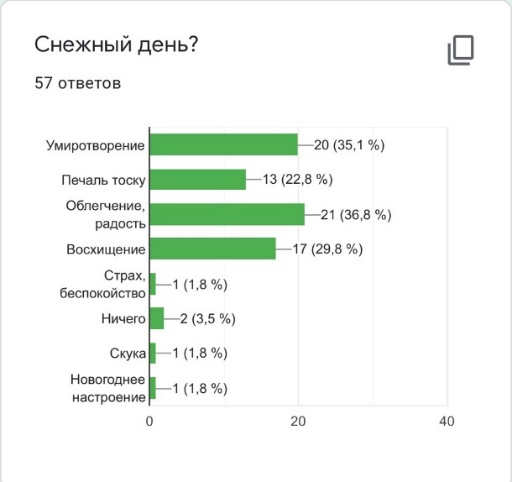 Снежный день?
57 ответов
Умиротворение
20 (35,1 %)
Печаль тоску
13 (22,8 %)
Облегчение,
радость
21 (36,8 %)
Восхищение
17 (29,8 %)
Страх,
беспокойство
1 (1,8 %)
Ничего
2 (3,5 %)
Скука
1 (1,8 %)
Новогоднее
настроение
1 (1,8 %)
0
20
40